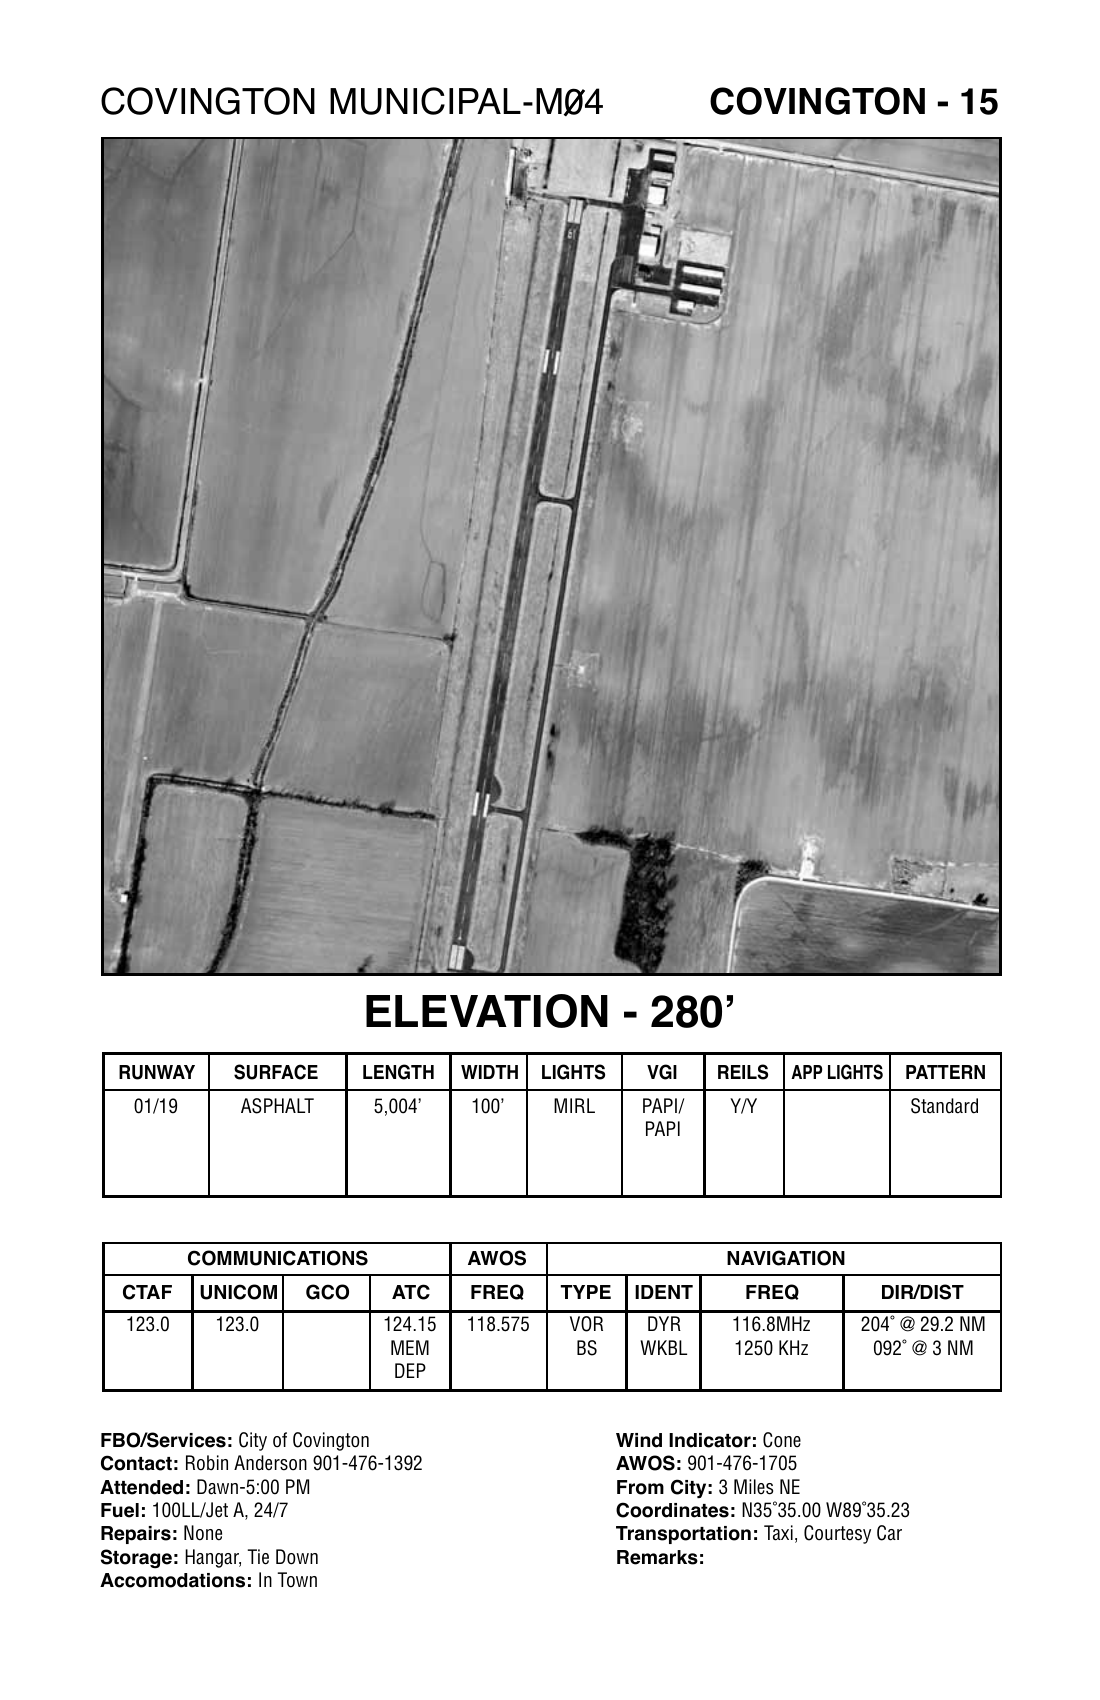 COVINGTON MUNICIPAL-MØ4 COVINGTON - 15
ELEVATION - 280’
RUNWAY SURFACE LENGTH WIDTH LIGHTS VGI REILS APP LIGHTS PATTERN
01/19 ASPHALT 5,004’ 100’ MIRL PAPI/ Y/Y Standard
PAPI
COMMUNICATIONS AWOS NAVIGATION
CTAF UNICOM GCO ATC FREQ TYPE IDENT FREQ DIR/DIST
123.0 123.0 124.15 118.575 VOR DYR 116.8MHz 204˚ @ 29.2 NM
MEM BS WKBL 1250 KHz 092˚ @ 3 NM
DEP
FBO/Services: City of Covington
Contact: Robin Anderson 901-476-1392
Attended: Dawn-5:00 PM
Fuel: 100LL/Jet A, 24/7
Repairs: None
Storage: Hangar, Tie Down
Accomodations: In Town
Wind Indicator: Cone
AWOS: 901-476-1705
From City: 3 Miles NE
Coordinates: N35˚35.00 W89˚35.23
Transportation: Taxi, Courtesy Car
Remarks: